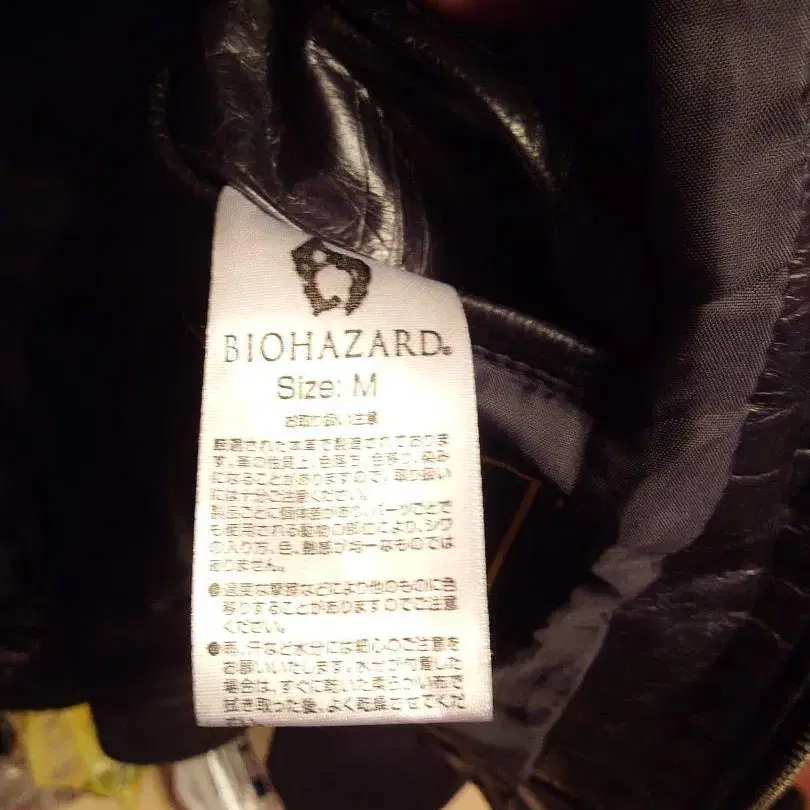 BIOHAZARD®
Size: M
お取り扱い注意
厳選された本革で製造されておりま
す。革の性質上、色落ち、色移り、染み
になることがありますので、取り扱い
には十分ご注意ください。
製品ごとに個体差があり、パーツごとで
も使用される動物の部位により、シワ
の入り方、色、艶感が均一なものでは
ありません。
●過度な摩擦などにより他のものに色
移りすることがありますのでご注意
ください。
●雨、汗など水分には細心のご注意を
お願いいたします。水分が付着した
場合は、すぐに乾いた柔らかい布で
拭き取った後、よく乾燥させてくだ
さい。